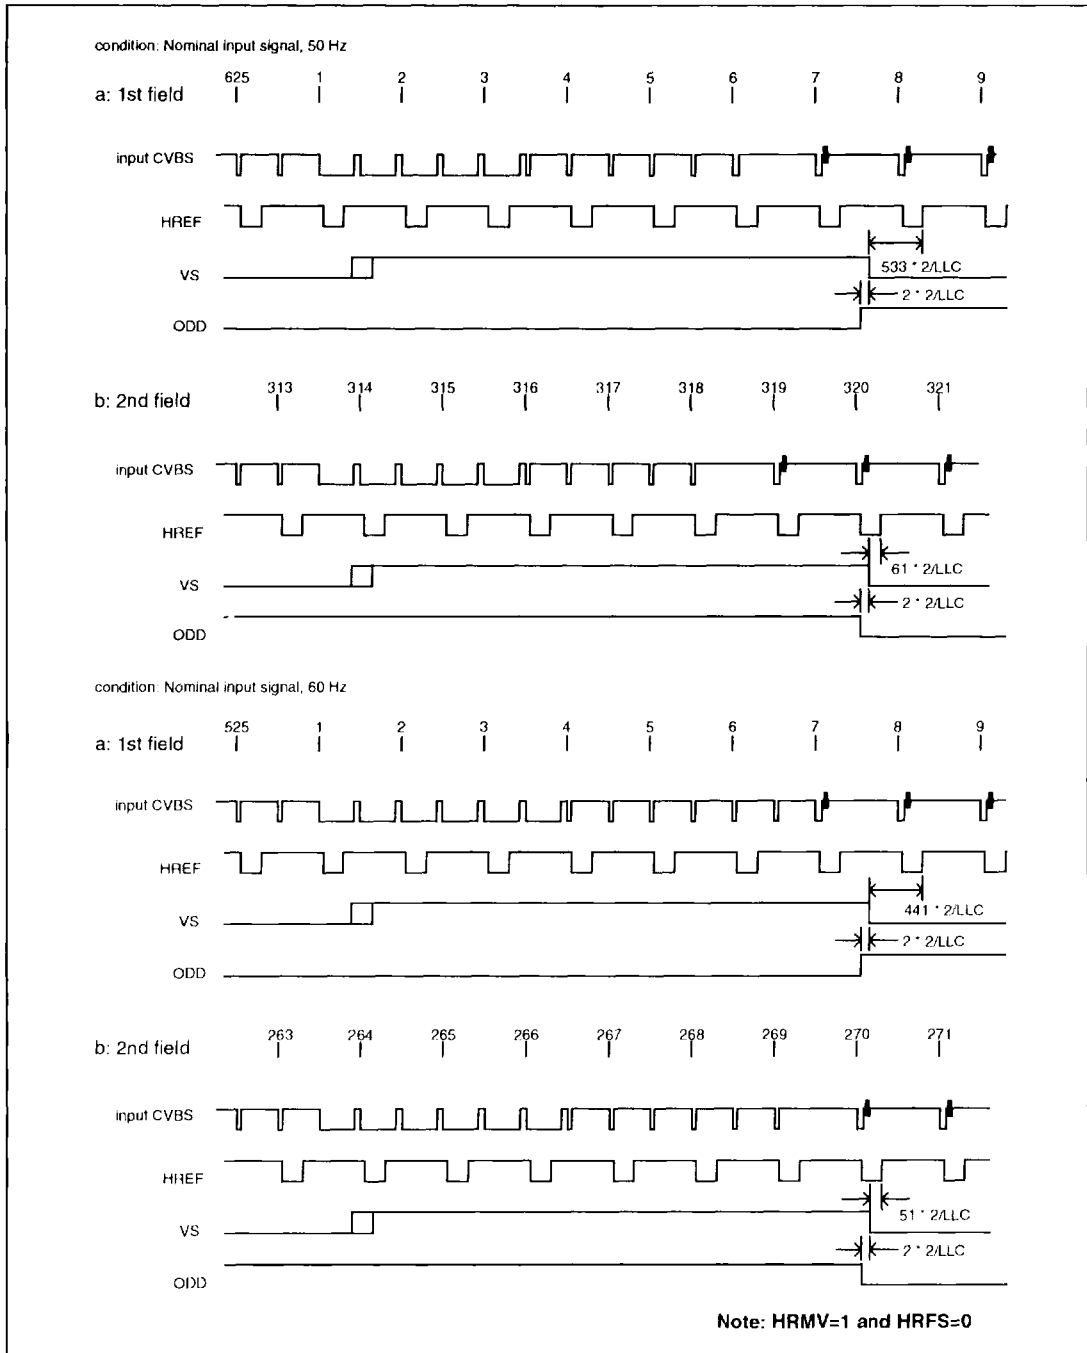 condition: Nominal input signal, 50 Hz
625 1 2 3 4 5 6 7 8 9
a: 1st field
input CVBS
HREF
533 * 2/LLC
VS
2 * 2/LLC
ODD
313 314 315 316 317 318 319 320 321
b: 2nd field
input CVBS
HREF
61 * 2/LLC
VS
2 * 2/LLC
ODD
condition: Nominal input signal, 60 Hz
525 1 2 3 4 5 6 7 8 9
a: 1st field
input CVBS
HREF
441 * 2/LLC
VS
2 * 2/LLC
ODD
263 264 265 266 267 268 269 270 271
b: 2nd field
input CVBS
HREF
51 * 2/LLC
VS
2 * 2/LLC
ODD
Note: HRMV=1 and HRFS=0